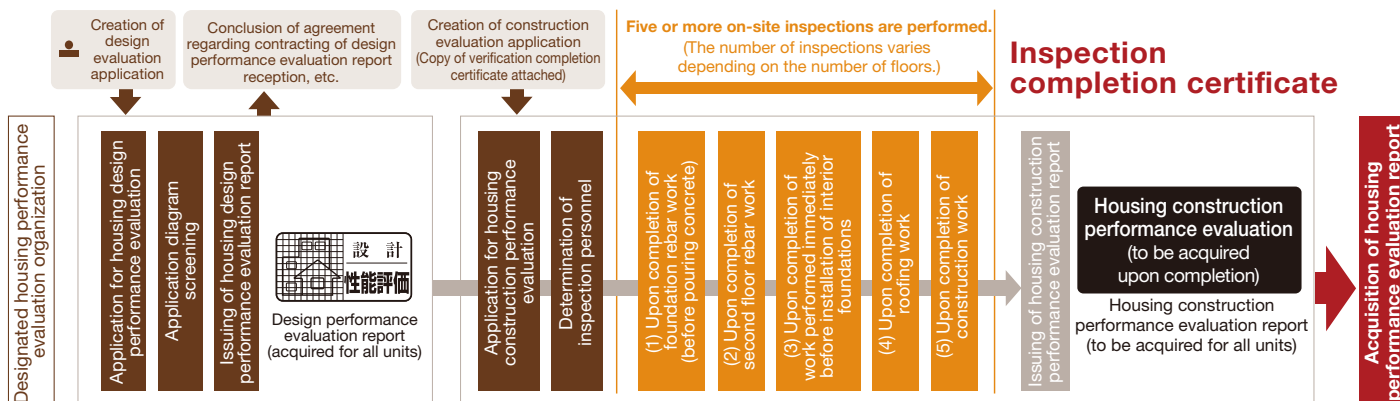 Creation of
design
evaluation
application
Conclusion of agreement
regarding contracting of design
performance evaluation report
reception, etc.
Creation of construction
evaluation application
(Copy of verification completion
certificate attached)
Five or more on-site inspections are performed.
(The number of inspections varies
depending on the number of floors.)
Inspection
completion certificate
Designated housing performance
evaluation organization
Application for housing design
performance evaluation
Application diagram
screening
Issuing of housing design
performance evaluation report
設計
性能評価
Design performance
evaluation report
(acquired for all units)
Application for housing
construction performance
evaluation
Determination of
inspection personnel
(1) Upon completion of
foundation rebar work
(before pouring concrete)
(2) Upon completion of
second floor rebar work
(3) Upon completion of
work performed immediately
before installation of interior
foundations
(4) Upon completion of
roofing work
(5) Upon completion of
construction work
Issuing of housing construction
performance evaluation report
Housing construction
performance evaluation
(to be acquired
upon completion)
Housing construction
performance evaluation report
(to be acquired for all units)
Acquisition of housing
performance evaluation report